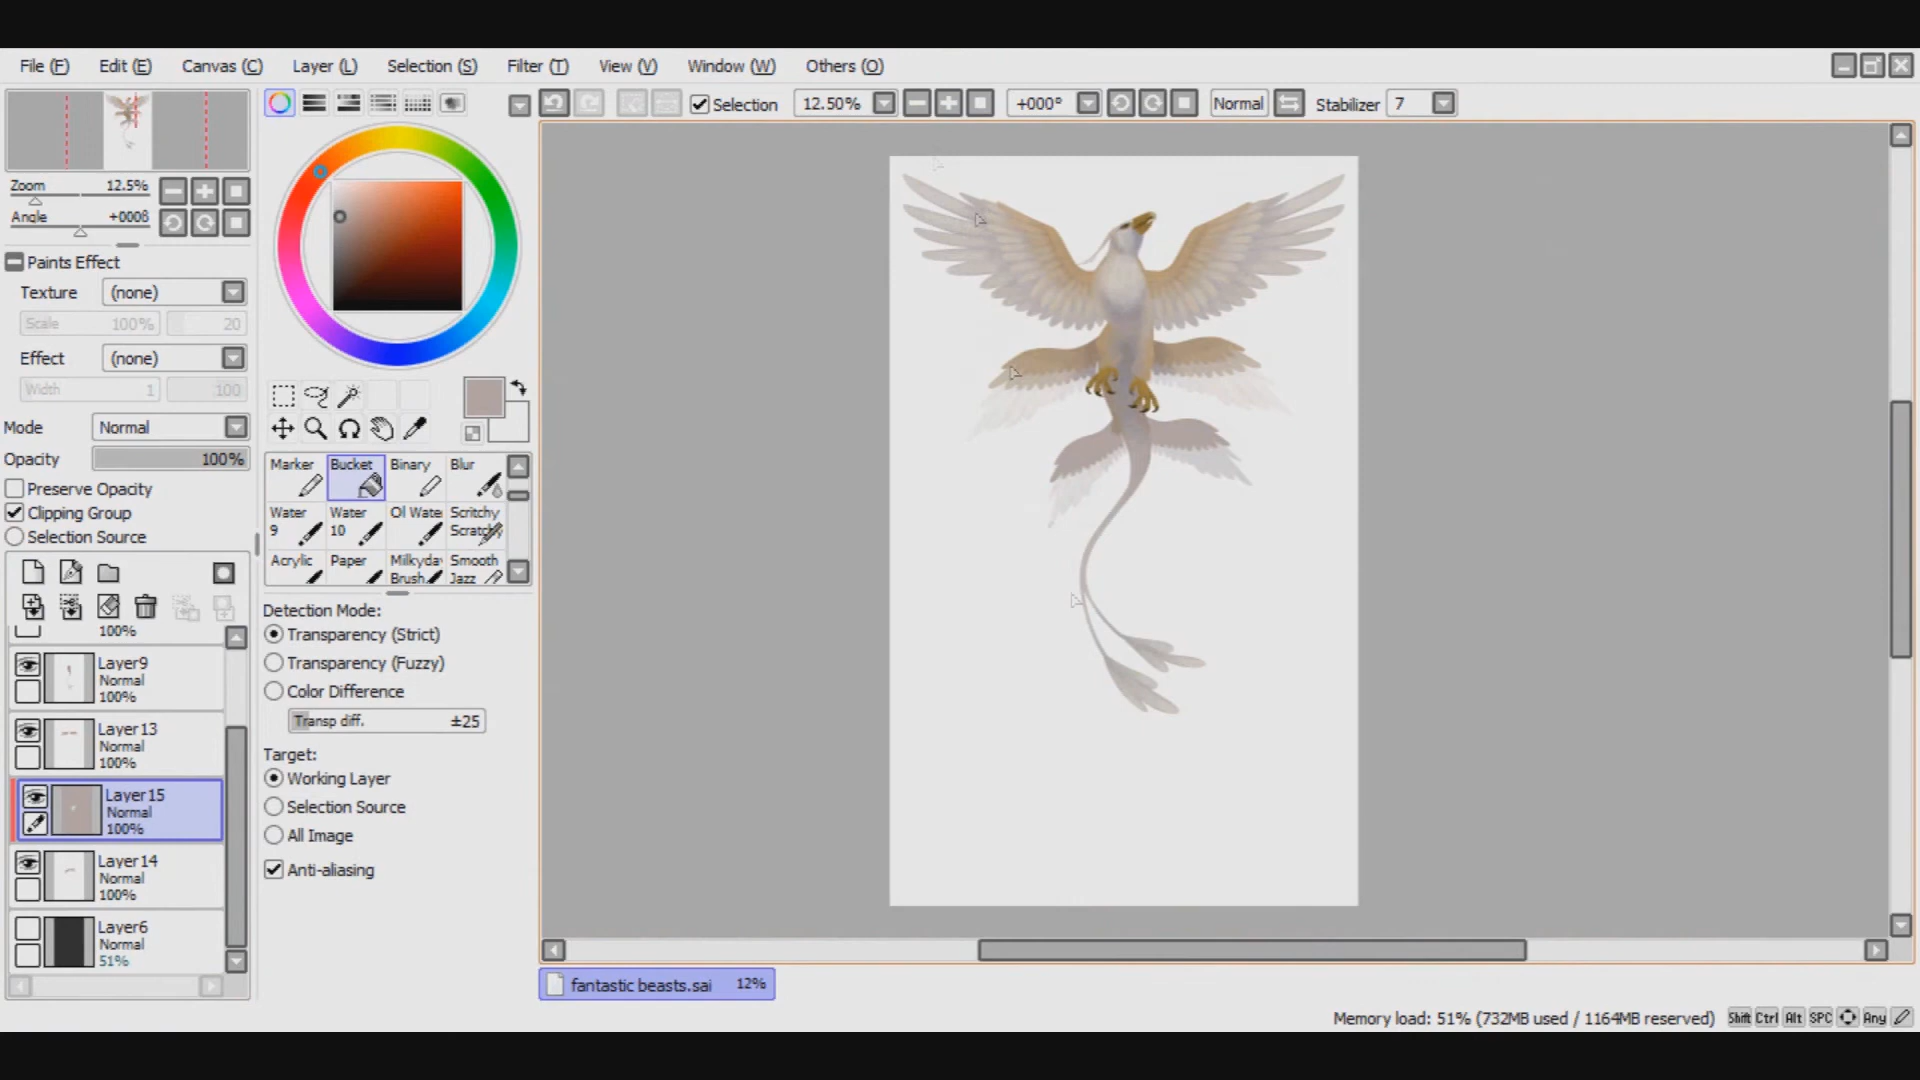 File (F) Edit (E) Canvas (C) Layer (L) Selection (S) Filter (T) View (V) Window (W) Others (O)
Selection 12.50% +000° Normal Stabilizer 7
Zoom 12.5%
Angle +000ß
Paints Effect
Texture (none)
Scale 100% 20
Effect (none)
Width 1 100
Mode Normal
Opacity 100%
Preserve Opacity
Clipping Group
Selection Source
100%
Layer9
Normal
100%
Layer13
Normal
100%
Layer15
Normal
100%
Layer14
Normal
100%
Layer6
Normal
51%
Marker Bucket Binary Blur
Water 9 Water 10 Ol Wate Scritchy Scratchy
Acrylic Paper Milkyda Brush Smooth Jazz
Detection Mode:
Transparency (Strict)
Transparency (Fuzzy)
Color Difference
Transp diff. ±25
Target:
Working Layer
Selection Source
All Image
Anti-aliasing
fantastic beasts.sai 12%
Memory load: 51% (732MB used / 1164MB reserved) Shift Ctrl Alt SPC Any